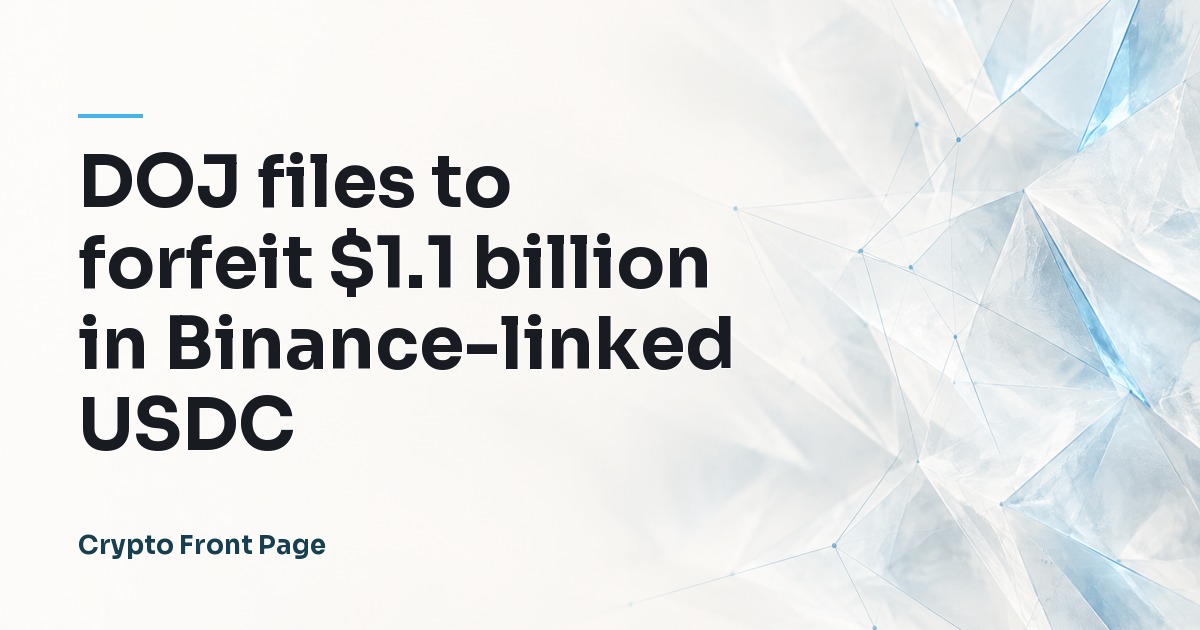 DOJ files to
forfeit $1.1 billion
in Binance-linked
USDC
Crypto Front Page